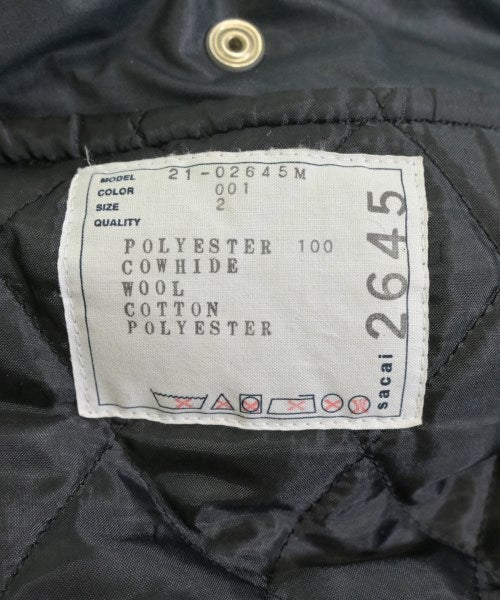 MODEL 21-02645M
COLOR 001
SIZE 2
QUALITY
POLYESTER 100
COWHIDE
WOOL
COTTON
POLYESTER
sacai 2645